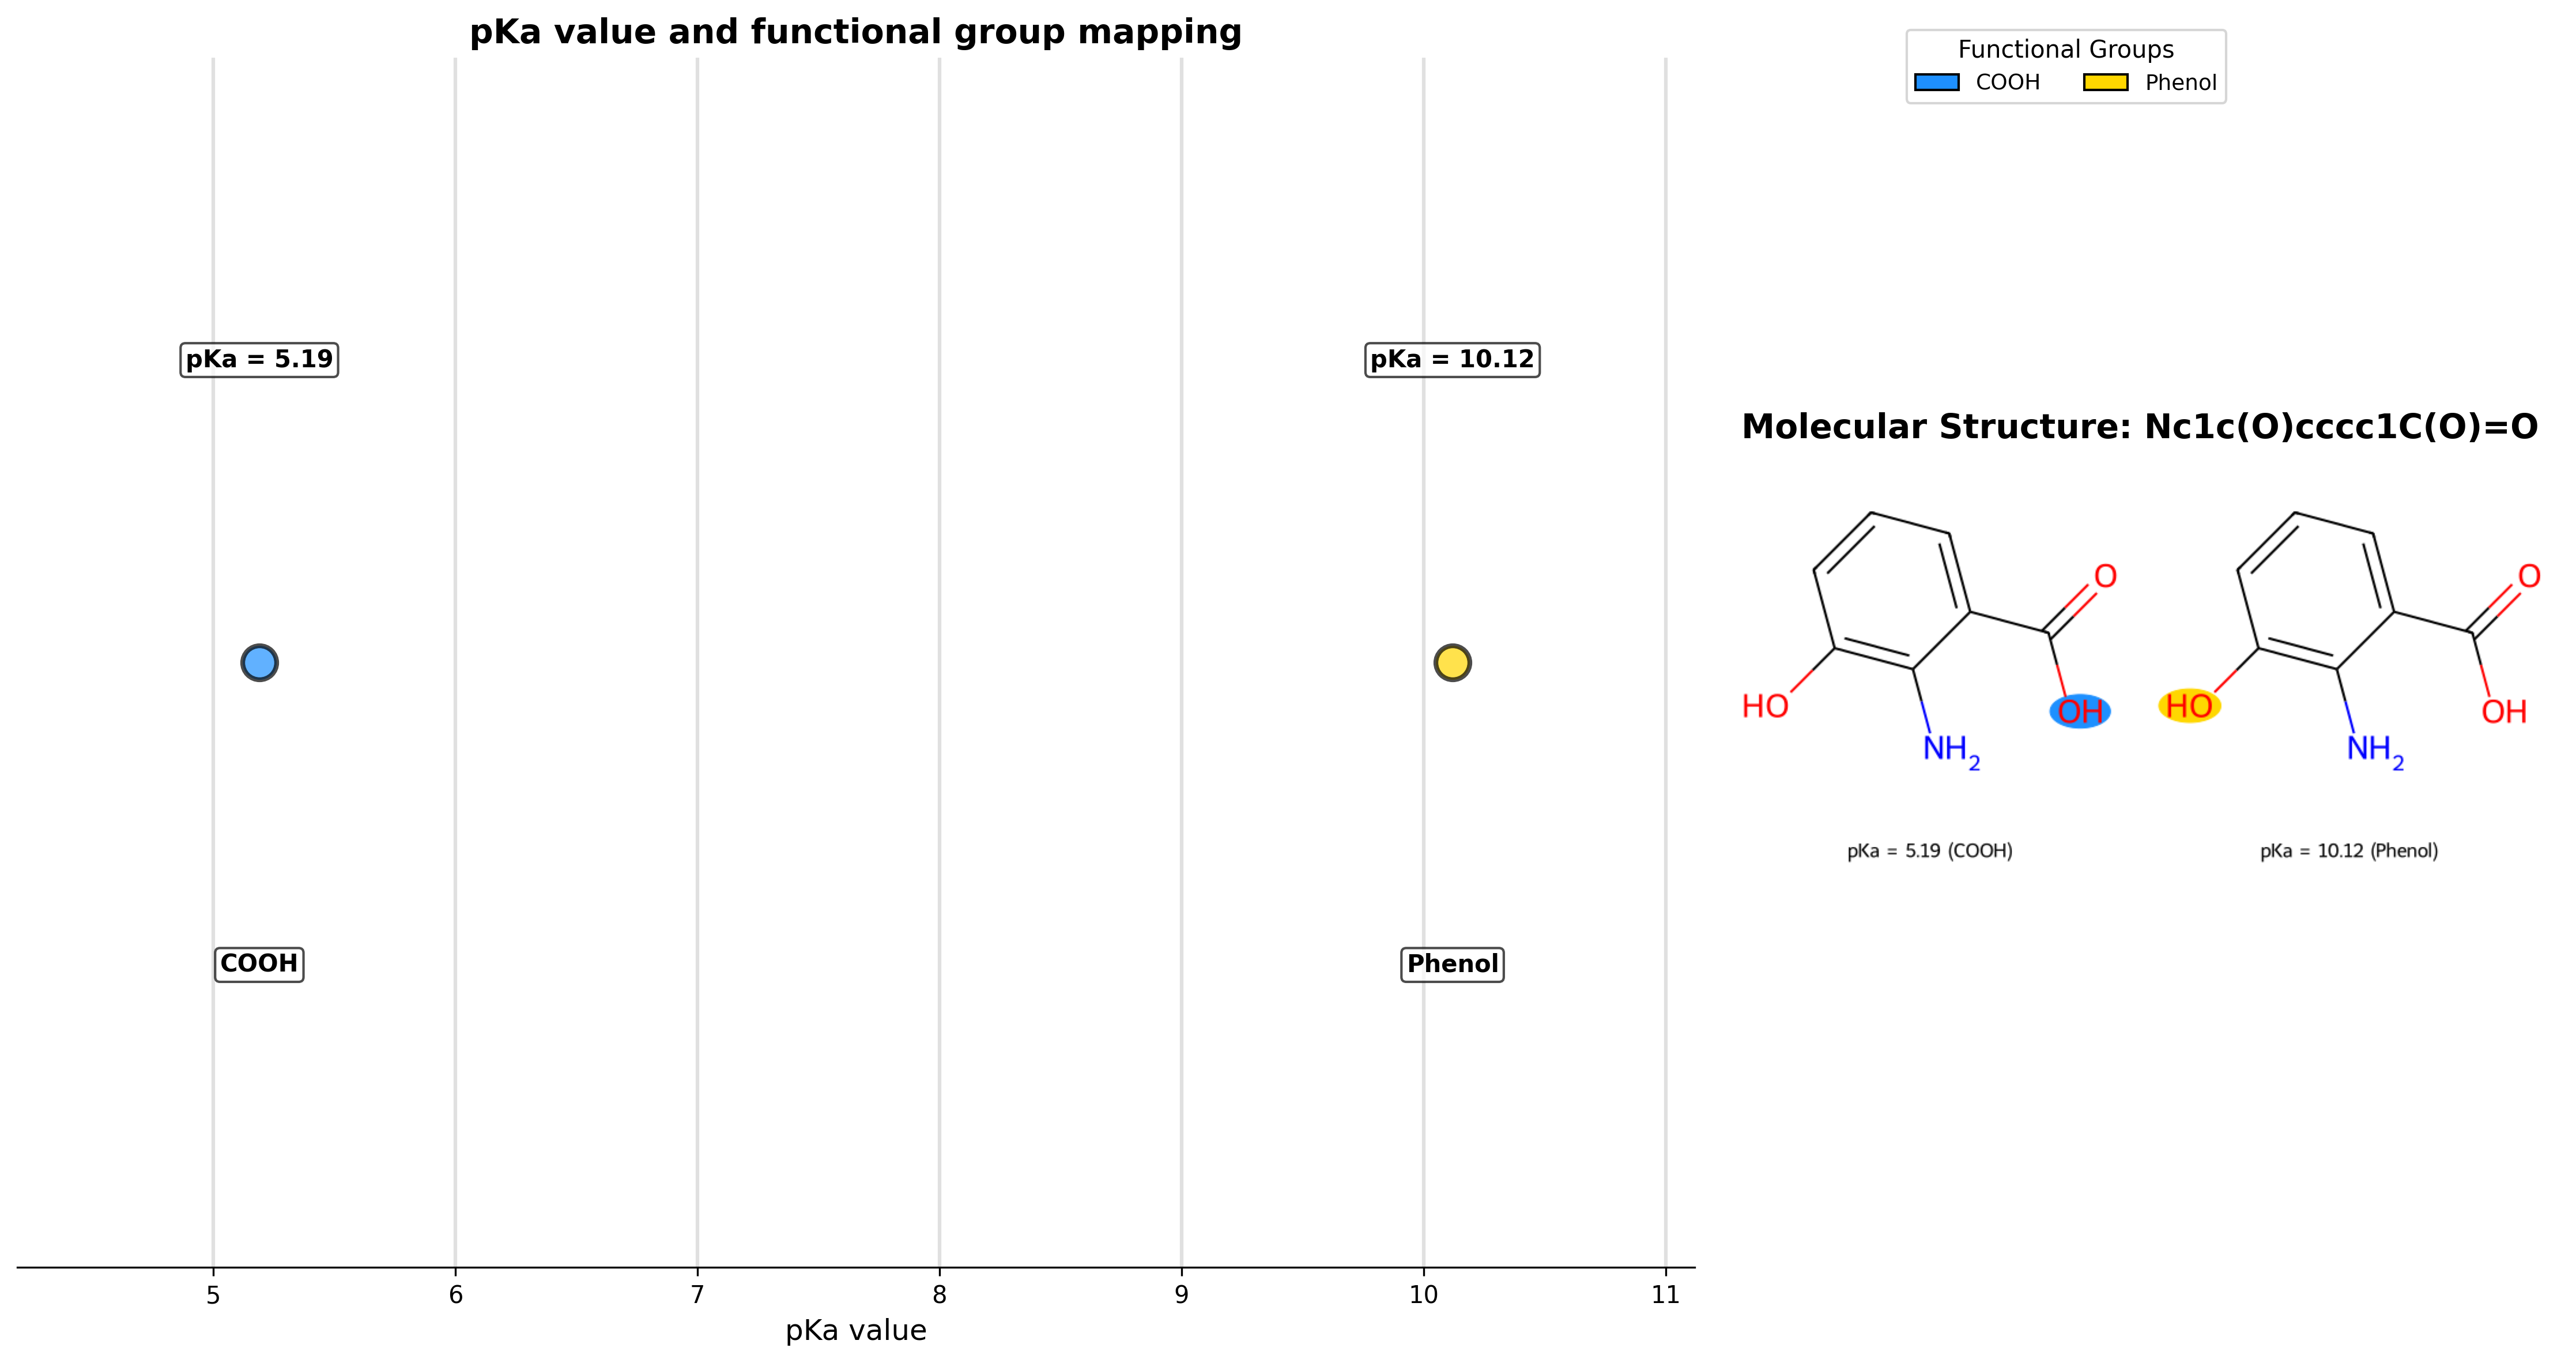 pKa value and functional group mapping
pKa = 5.19
pKa = 10.12
COOH
Phenol
5 6 7 8 9 10 11
pKa value
Functional Groups
COOH Phenol
Molecular Structure: Nc1c(O)cccc1C(O)=O
O
HO
OH
NH2
pKa = 5.19 (COOH)
O
HO
OH
NH2
pKa = 10.12 (Phenol)